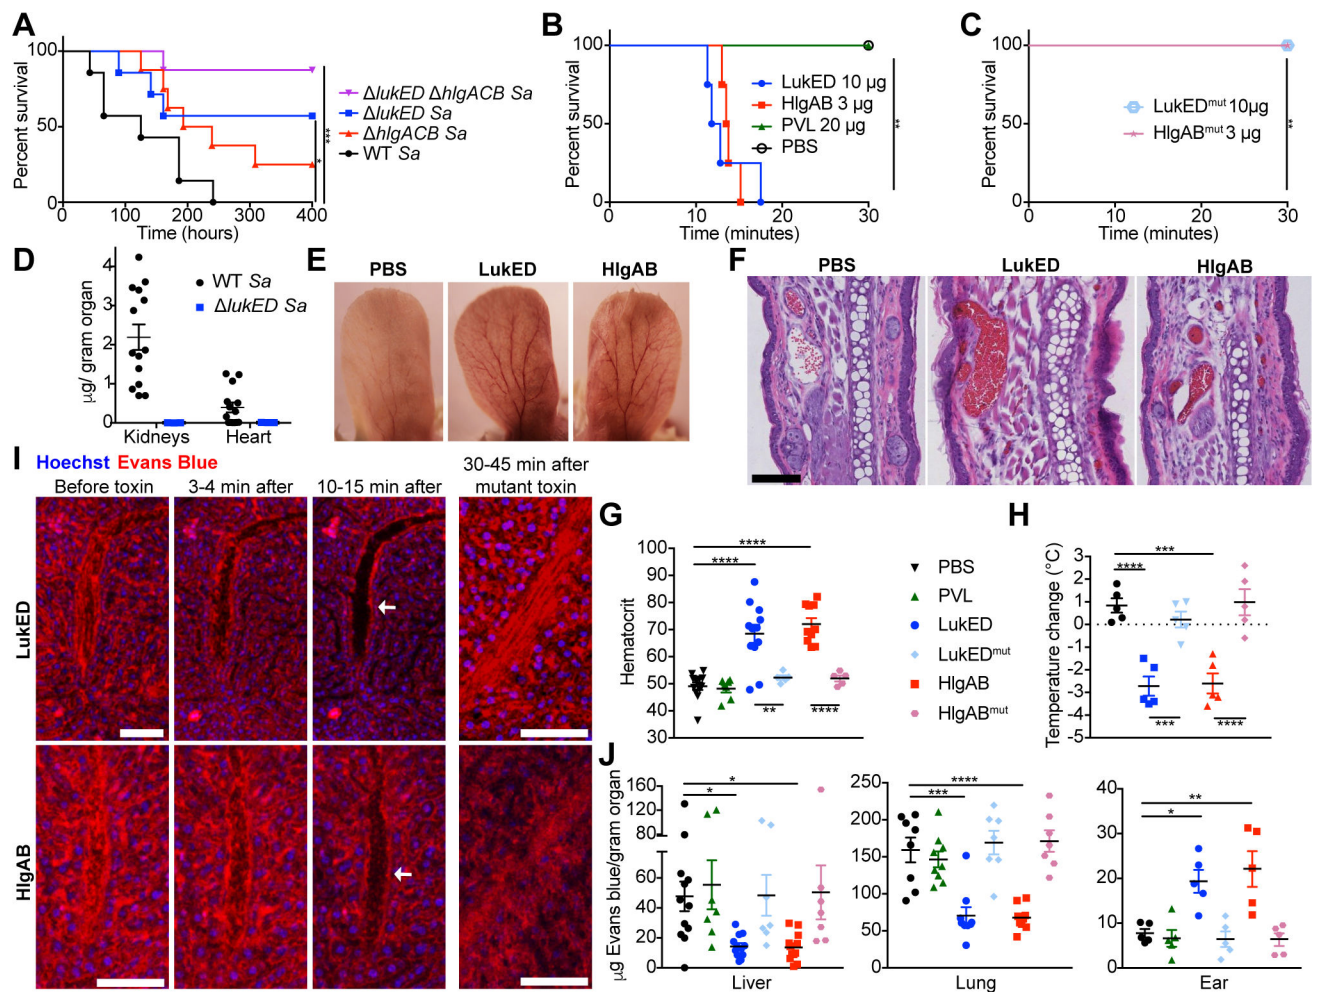 A
Percent survival
100
50
0
0 100 200 300 400
Time (hours)
ΔlukED ΔhlgACB Sa
ΔlukED Sa
ΔhlgACB Sa
WT Sa
***
*
B
Percent survival
100
50
0
10 20 30
Time (minutes)
LukED 10 µg
HlgAB 3 µg
PVL 20 µg
PBS
**
C
Percent survival
100
50
0
0 10 20 30
Time (minutes)
LukEDmut 10µg
HlgABmut 3 µg
**
D
µg/ gram organ
4
3
2
1
0
Kidneys Heart
WT Sa
ΔlukED Sa
E
PBS LukED HlgAB
F
PBS LukED HlgAB
I
Hoechst Evans Blue
Before toxin 3-4 min after 10-15 min after
30-45 min after
mutant toxin
LukED
HlgAB
G
Hematocrit
100
90
80
70
60
50
40
30
****
****
** ****
PBS
PVL
LukED
LukEDmut
HlgAB
HlgABmut
H
Temperature change (°C)
3
2
1
0
-1
-2
-3
-4
-5
***
****
*** ****
J
µg Evans blue/gram organ
160
120
80
60
40
20
0
*
*
Liver
250
200
150
100
50
0
****
***
Lung
40
30
20
10
0
**
*
Ear